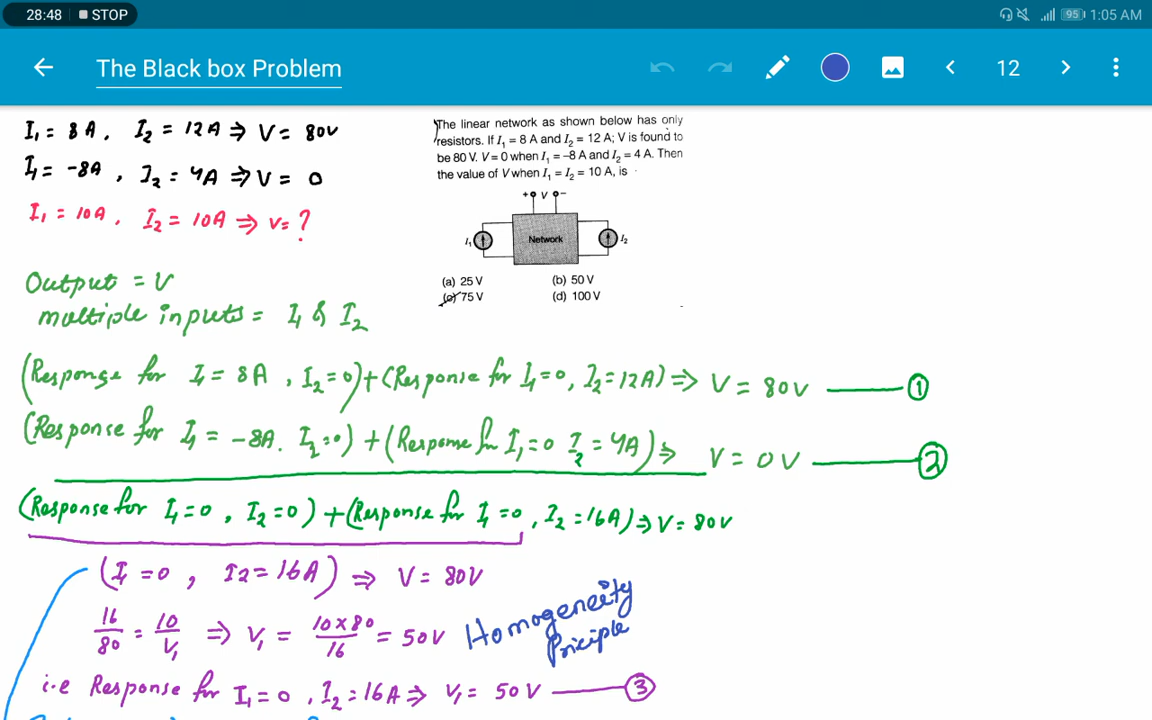 28:48 STOP 95 1:05 AM
The Black box Problem 12
I₁ = 8A, I₂ = 12A ⇒ V = 80V
I₁ = -8A, I₂ = 4A ⇒ V = 0
I₁ = 10A, I₂ = 10A ⇒ V = ?
The linear network as shown below has only
resistors. If I₁ = 8 A and I₂ = 12 A; V is found to
be 80 V. V = 0 when I₁ = –8 A and I₂ = 4 A. Then
the value of V when I₁ = I₂ = 10 A, is
+ V –
I₁ Network I₂
(a) 25 V (b) 50 V
(c) 75 V (d) 100 V
Output = V
multiple inputs = I₁ & I₂
(Response for I₁ = 8A, I₂=0)+(Response for I₁=0, I₂=12A)⇒ V = 80V ①
(Response for I₁ = -8A. I₂=0) + (Response for I₁=0 I₂=4A)⇒ V = 0V ②
(Response for I₁=0, I₂=0) + (Response for I₁=0, I₂=16A)⇒V=80V
(I₁=0, I2=16A) ⇒ V=80V
16/80 = 10/V₁ ⇒ V₁ = 10×80/16 = 50V Homogeneity
Priciple
i.e Response for I₁=0, I₂=16A⇒ V₁= 50V ③